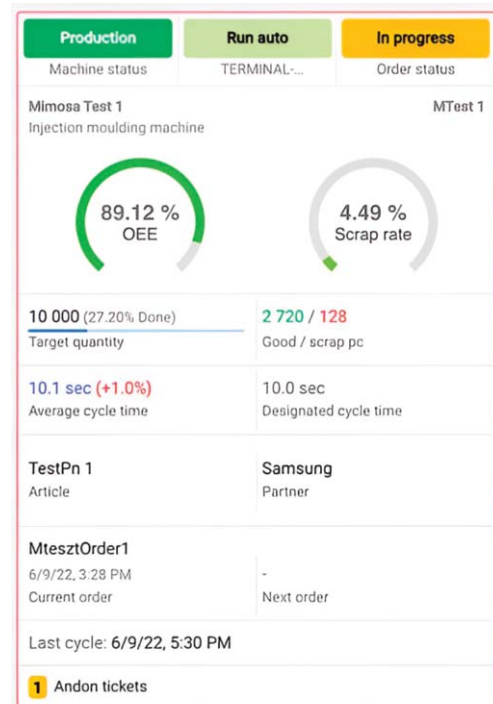 Production Run auto In progress
Machine status TERMINAL-... Order status
Mimosa Test 1 MTest 1
Injection moulding machine
89.12 % 4.49 %
OEE Scrap rate
10 000 (27.20% Done) 2 720 / 128
Target quantity Good / scrap pc
10.1 sec (+1.0%) 10.0 sec
Average cycle time Designated cycle time
TestPn 1 Samsung
Article Partner
MtesztOrder1
6/9/22, 3:28 PM -
Current order Next order
Last cycle: 6/9/22, 5:30 PM
1 Andon tickets